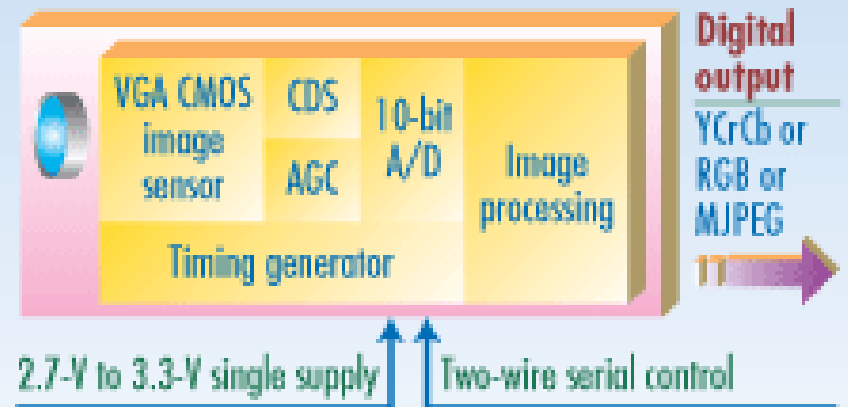 VGA CMOS
image
sensor
CDS
AGC
10-bit
A/D
Image
processing
Timing generator
Digital
output
YCrCb or
RGB or
MJPEG
2.7-V to 3.3-V single supply
Two-wire serial control